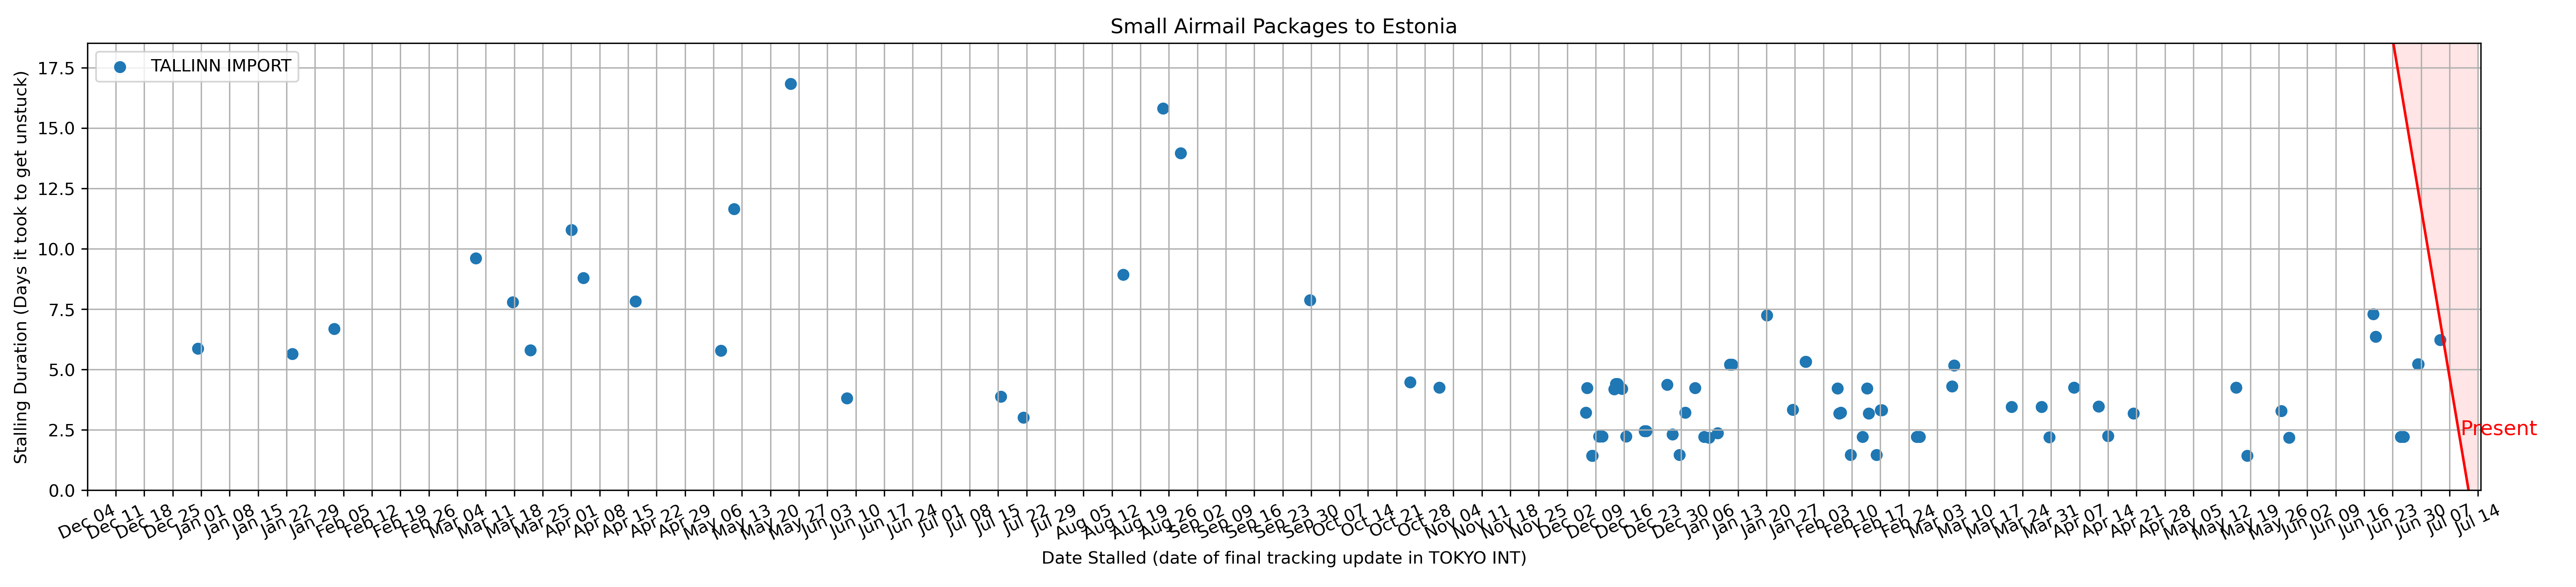 Small Airmail Packages to Estonia
TALLINN IMPORT
Stalling Duration (Days it took to get unstuck)
17.5
15.0
12.5
10.0
7.5
5.0
2.5
0.0
Present
Dec 04 Dec 11 Dec 18 Dec 25 Jan 01 Jan 08 Jan 15 Jan 22 Jan 29 Feb 05 Feb 12 Feb 19 Feb 26 Mar 04 Mar 11 Mar 18 Mar 25 Apr 01 Apr 08 Apr 15 Apr 22 Apr 29 May 06 May 13 May 20 May 27 Jun 03 Jun 10 Jun 17 Jun 24 Jul 01 Jul 08 Jul 15 Jul 22 Jul 29 Aug 05 Aug 12 Aug 19 Aug 26 Sep 02 Sep 09 Sep 16 Sep 23 Sep 30 Oct 07 Oct 14 Oct 21 Oct 28 Nov 04 Nov 11 Nov 18 Nov 25 Dec 02 Dec 09 Dec 16 Dec 23 Dec 30 Jan 06 Jan 13 Jan 20 Jan 27 Feb 03 Feb 10 Feb 17 Feb 24 Mar 03 Mar 10 Mar 17 Mar 24 Mar 31 Apr 07 Apr 14 Apr 21 Apr 28 May 05 May 12 May 19 May 26 Jun 02 Jun 09 Jun 16 Jun 23 Jun 30 Jul 07 Jul 14
Date Stalled (date of final tracking update in TOKYO INT)